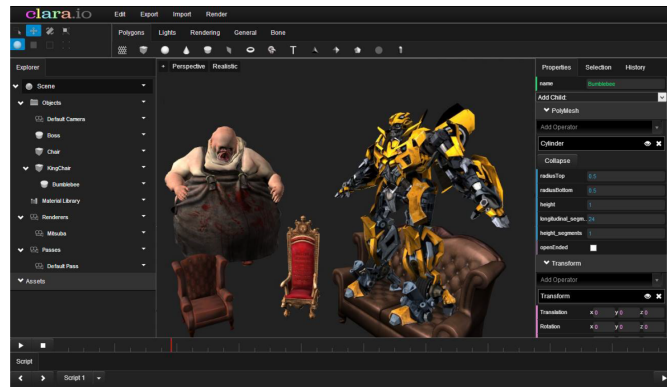 clara.io
Edit Export Import Render
Polygons Lights Rendering General Bone
Explorer
+ Perspective Realistic
Properties Selection History
Scene
Objects
Default Camera
Boss
Chair
KingChair
Bumblebee
Material Library
Renderers
Mitsuba
Passes
Default Pass
Assets
name Bumblebee
Add Child:
PolyMesh
Add Operator
Cylinder
Collapse
radiusTop 0.5
radiusBottom 0.5
height 1
longitudinal_segm... 24
height_segments 1
openEnded
Transform
Add Operator
Transform
Translation x 0 y 0 z 0
Rotation x 0 y 0 z 0
Script
Script 1